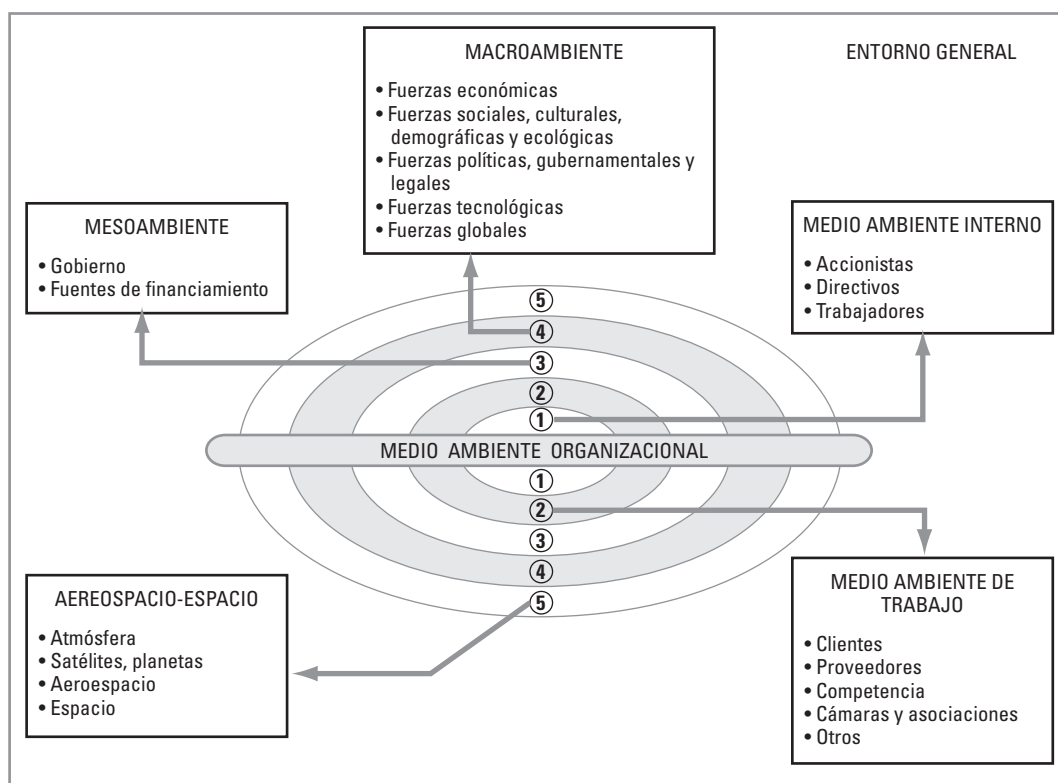 MACROAMBIENTE
• Fuerzas económicas
• Fuerzas sociales, culturales,
demográficas y ecológicas
• Fuerzas políticas, gubernamentales y
legales
• Fuerzas tecnológicas
• Fuerzas globales
ENTORNO GENERAL
MESOAMBIENTE
• Gobierno
• Fuentes de financiamiento
MEDIO AMBIENTE INTERNO
• Accionistas
• Directivos
• Trabajadores
5
4
3
2
1
MEDIO AMBIENTE ORGANIZACIONAL
1
2
3
4
5
AEREOSPACIO-ESPACIO
• Atmósfera
• Satélites, planetas
• Aeroespacio
• Espacio
MEDIO AMBIENTE DE
TRABAJO
• Clientes
• Proveedores
• Competencia
• Cámaras y asociaciones
• Otros